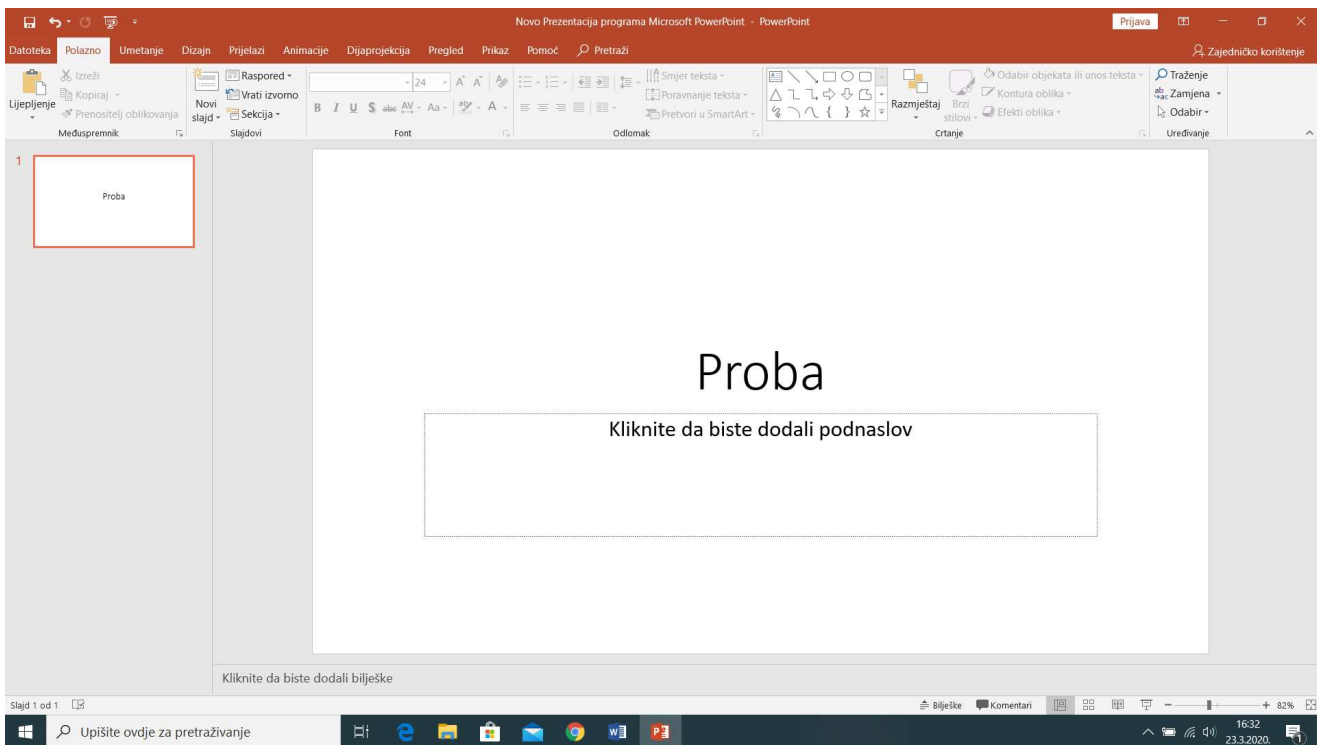 Novo Prezentacija programa Microsoft PowerPoint - PowerPoint
Prijava
Datoteka Polazno Umetanje Dizajn Prijelazi Animacije Dijaprojekcija Pregled Prikaz Pomoć Pretraži
Zajedničko korištenje
Lijepljenje
Izreži
Kopiraj
Prenositelj oblikovanja
Međuspremnik
Novi slajd
Raspored
Vrati izvorno
Sekcija
Slajdovi
24
B I U S abc AV Aa
Font
Smjer teksta
Poravnanje teksta
Pretvori u SmartArt
Odlomak
Razmještaj
Brzi stilovi
Odabir objekata ili unos teksta
Kontura oblika
Efekti oblika
Crtanje
Traženje
Zamjena
Odabir
Uređivanje
1
Proba
Proba
Kliknite da biste dodali podnaslov
Kliknite da biste dodali bilješke
Slajd 1 od 1
Bilješke
Komentari
82%
Upišite ovdje za pretraživanje
16:32
23.3.2020.
1